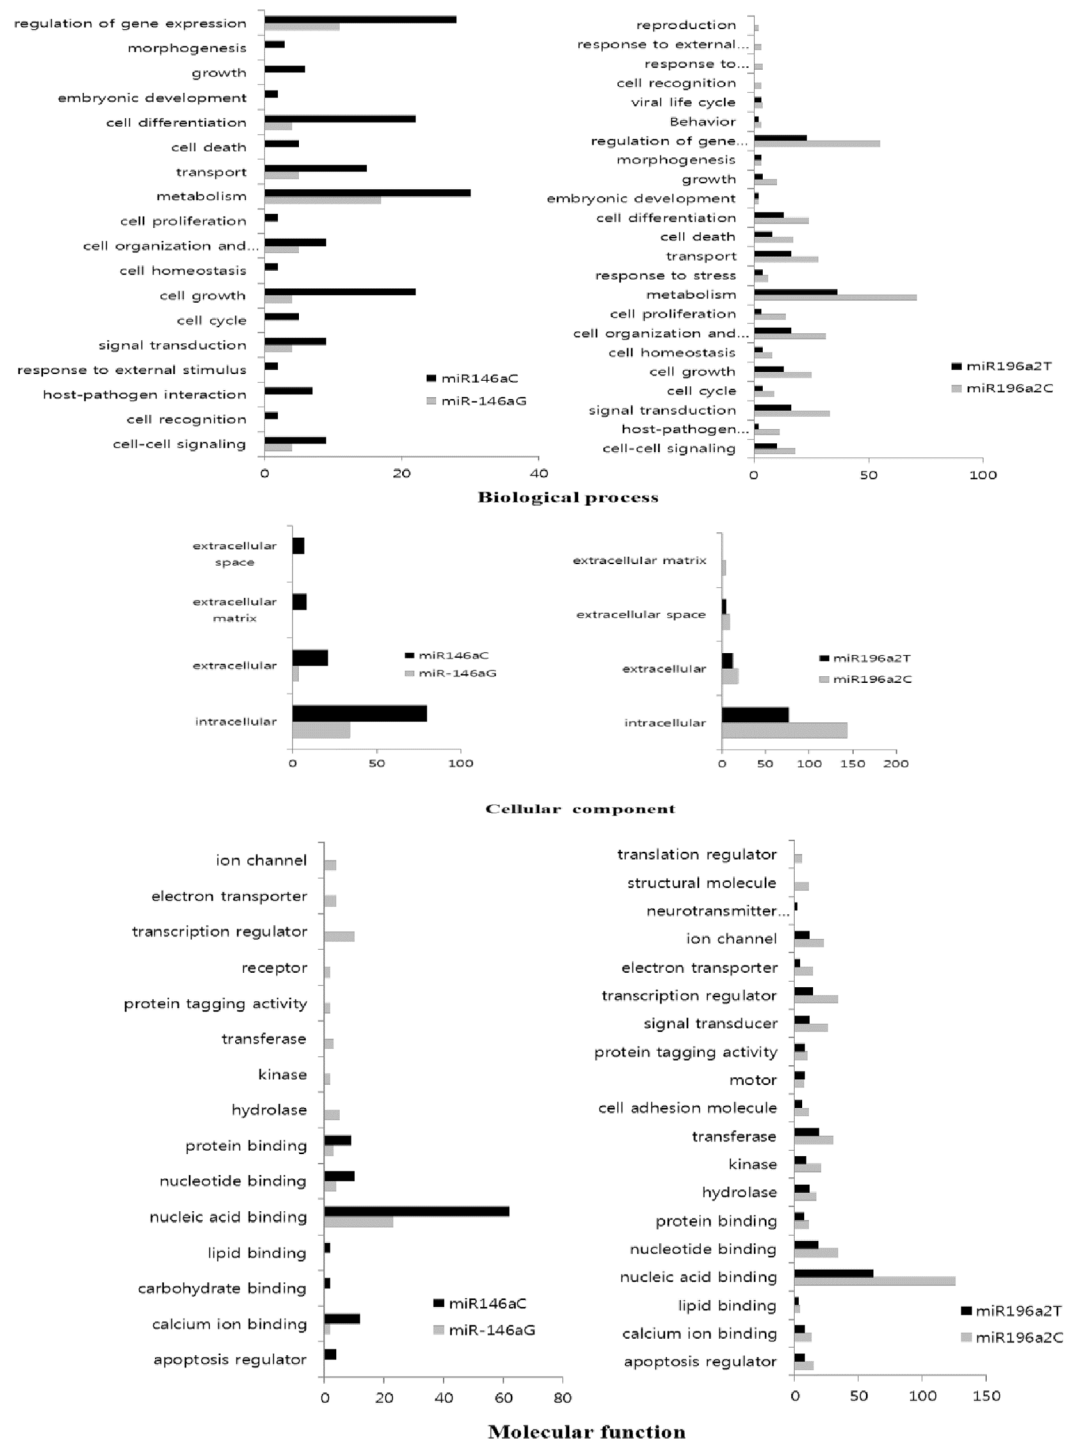 regulation of gene expression
morphogenesis
growth
embryonic development
cell differentiation
cell death
transport
metabolism
cell proliferation
cell organization and...
cell homeostasis
cell growth
cell cycle
signal transduction
response to external stimulus
host-pathogen interaction
cell recognition
cell-cell signaling
miR146aC
miR-146aG
0 20 40
reproduction
response to external...
response to...
cell recognition
viral life cycle
Behavior
regulation of gene...
morphogenesis
growth
embryonic development
cell differentiation
cell death
transport
response to stress
metabolism
cell proliferation
cell organization and...
cell homeostasis
cell growth
cell cycle
signal transduction
host-pathogen...
cell-cell signaling
miR196a2T
miR196a2C
0 50 100
Biological process
extracellular
space
extracellular
matrix
extracellular
intracellular
miR146aC
miR-146aG
0 50 100
extracellular matrix
extracellular space
extracellular
intracellular
miR196a2T
miR196a2C
0 50 100 150 200
Cellular component
ion channel
electron transporter
transcription regulator
receptor
protein tagging activity
transferase
kinase
hydrolase
protein binding
nucleotide binding
nucleic acid binding
lipid binding
carbohydrate binding
calcium ion binding
apoptosis regulator
miR146aC
miR-146aG
0 20 40 60 80
translation regulator
structural molecule
neurotransmitter...
ion channel
electron transporter
transcription regulator
signal transducer
protein tagging activity
motor
cell adhesion molecule
transferase
kinase
hydrolase
protein binding
nucleotide binding
nucleic acid binding
lipid binding
calcium ion binding
apoptosis regulator
miR196a2T
miR196a2C
0 50 100 150
Molecular function